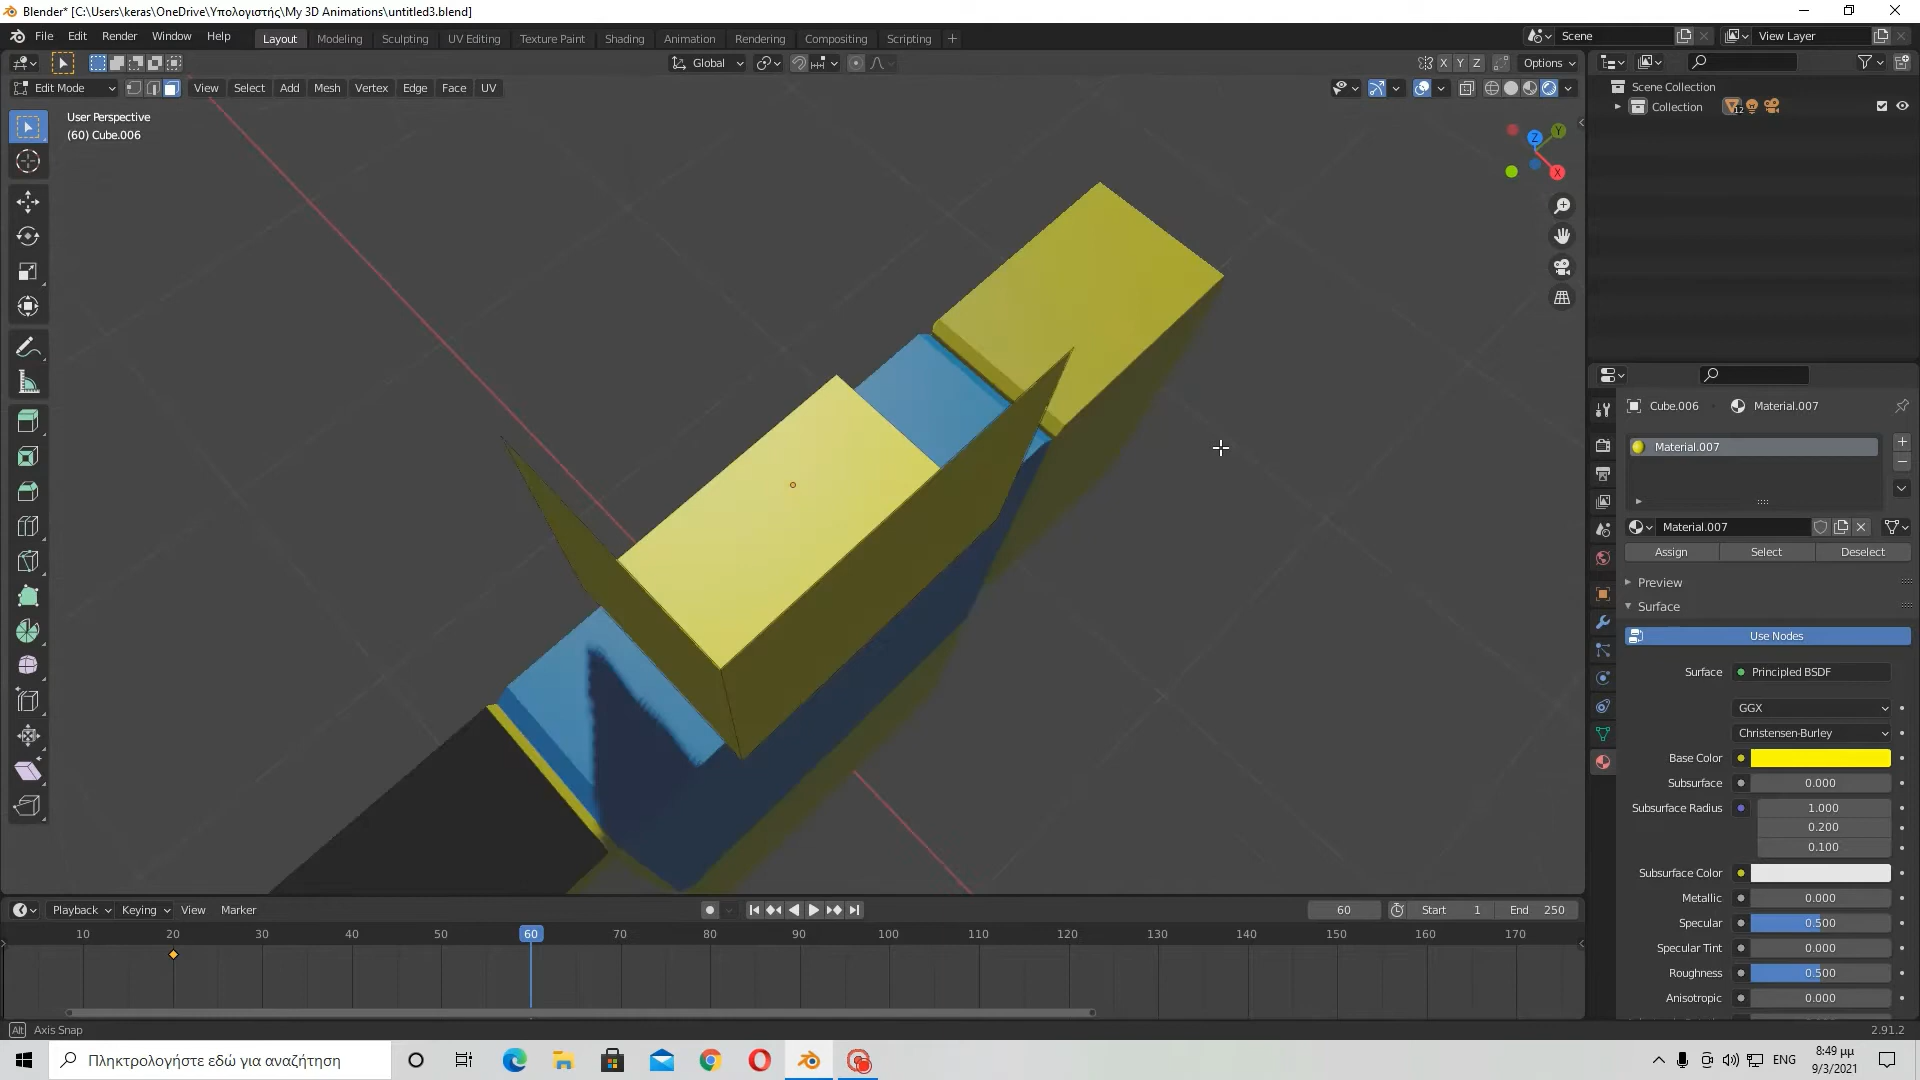 Blender* [C:\Users\keras\OneDrive\Υπολογιστής\My 3D Animations\untitled3.blend]
File Edit Render Window Help Layout Modeling Sculpting UV Editing Texture Paint Shading Animation Rendering Compositing Scripting + Scene View Layer
Global X Y Z Options
Edit Mode View Select Add Mesh Vertex Edge Face UV
Scene Collection
Collection 12
User Perspective
(60) Cube.006
Z Y X
Cube.006 Material.007
Material.007
Material.007
Assign Select Deselect
Preview
Surface
Use Nodes
Surface Principled BSDF
GGX
Christensen-Burley
Base Color
Subsurface 0.000
Subsurface Radius 1.000
0.200
0.100
Subsurface Color
Metallic 0.000
Specular 0.500
Specular Tint 0.000
Roughness 0.500
Anisotropic 0.000
Playback Keying View Marker 60 Start 1 End 250
10 20 30 40 50 60 70 80 90 100 110 120 130 140 150 160 170
Alt Axis Snap 2.91.2
Πληκτρολογήστε εδώ για αναζήτηση ENG 8:49 μμ
9/3/2021